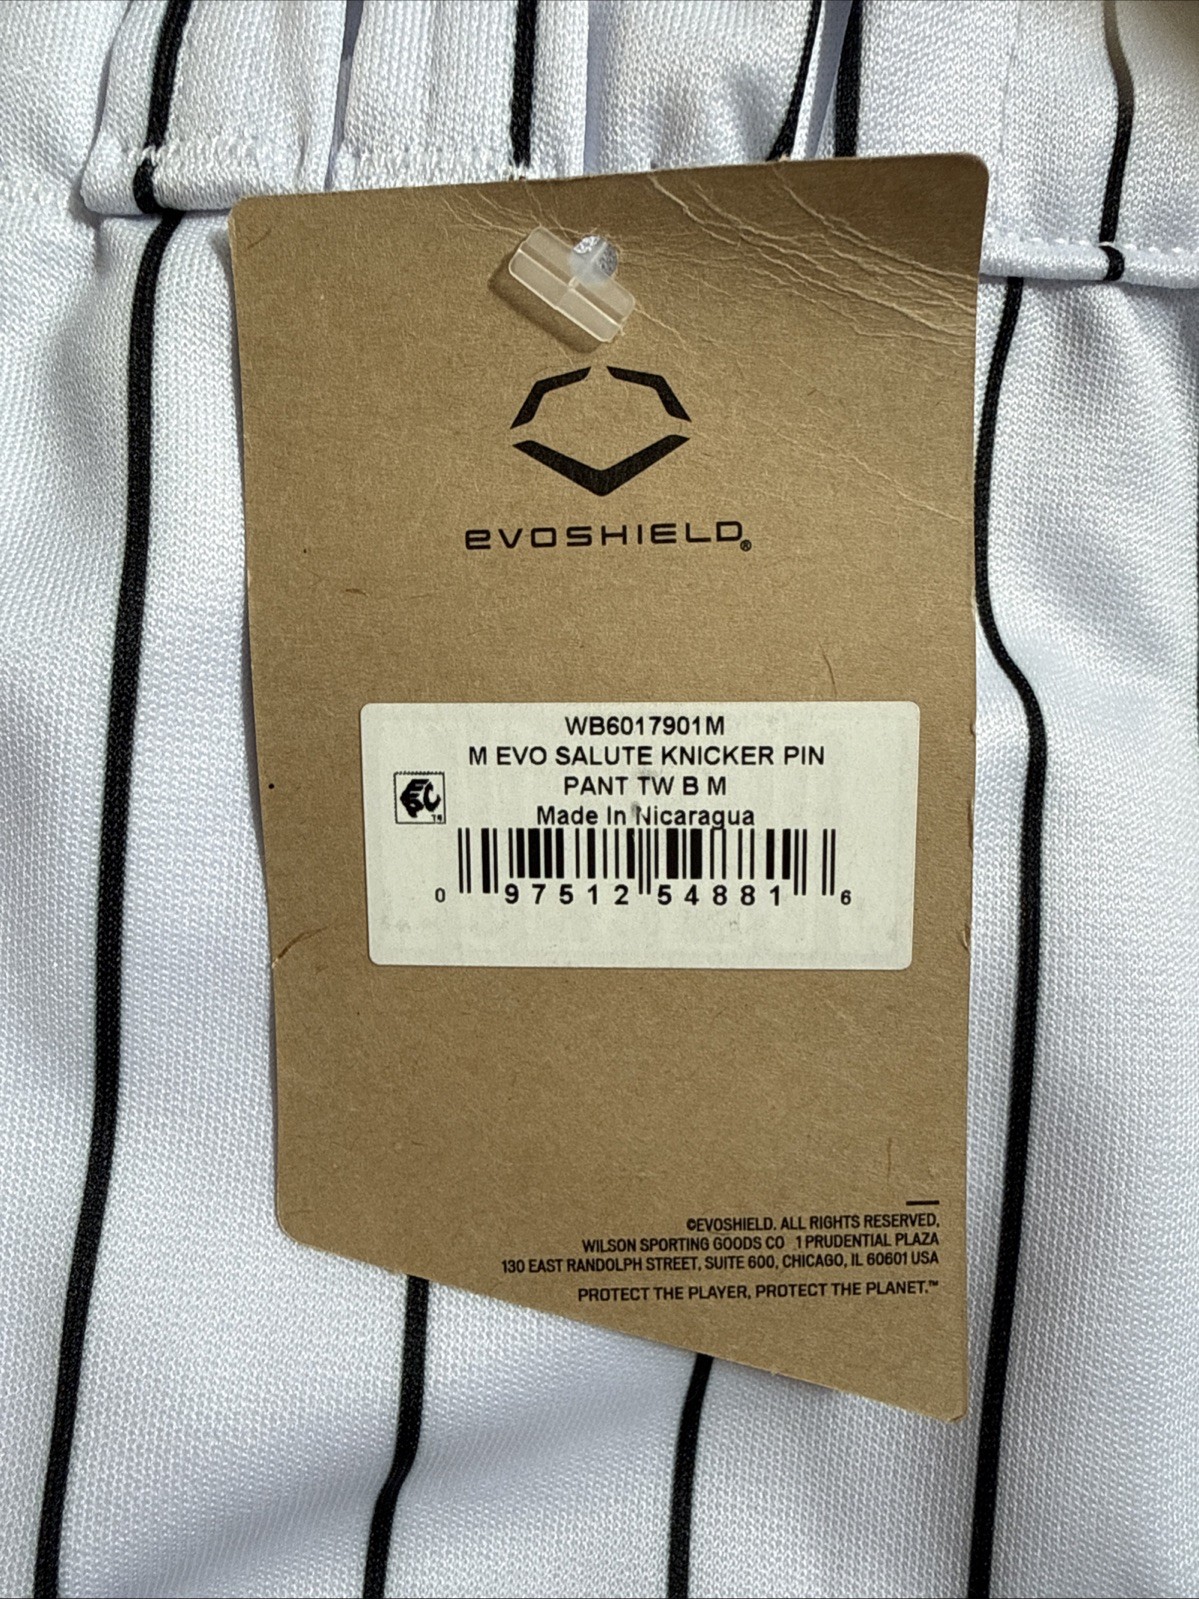 evoSHIELD®
WB6017901M
M EVO SALUTE KNICKER PIN
PANT TW B M
Made In Nicaragua
0 97512 54881 6
©EVOSHIELD. ALL RIGHTS RESERVED,
WILSON SPORTING GOODS CO 1 PRUDENTIAL PLAZA
130 EAST RANDOLPH STREET, SUITE 600, CHICAGO, IL 60601 USA
PROTECT THE PLAYER, PROTECT THE PLANET.™